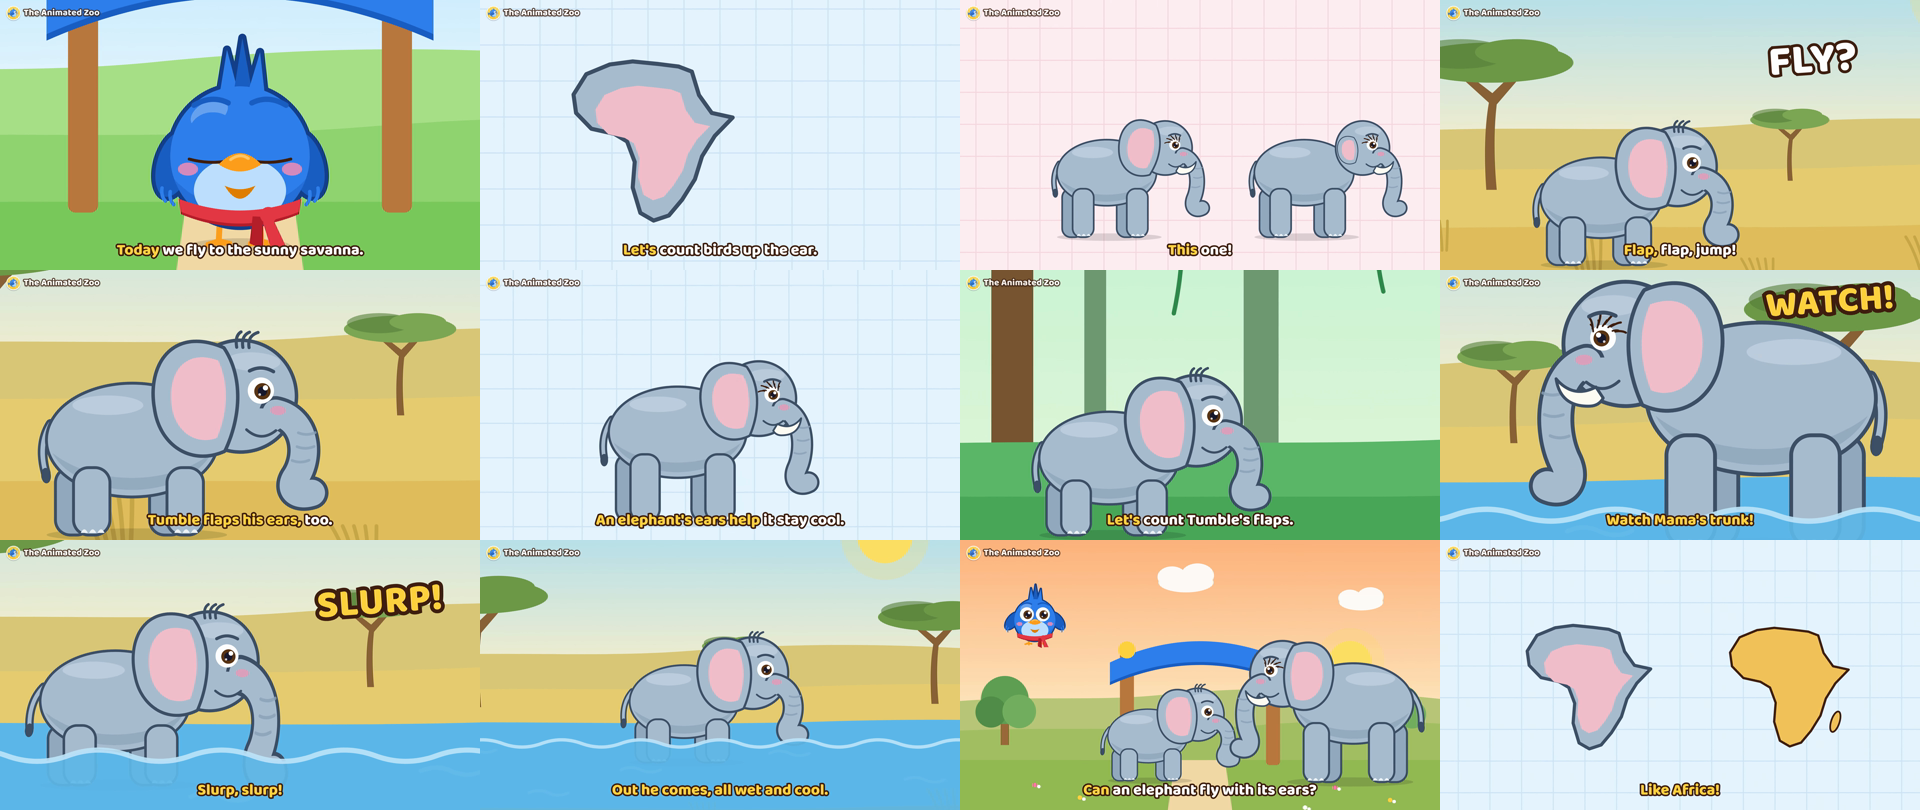 The Animated Zoo
Today we fly to the sunny savanna.
The Animated Zoo
Let's count birds up the ear.
The Animated Zoo
This one!
The Animated Zoo
FLY?
Flap, flap, jump!
The Animated Zoo
Tumble flaps his ears, too.
The Animated Zoo
An elephant's ears help it stay cool.
The Animated Zoo
Let's count Tumble's flaps.
The Animated Zoo
WATCH!
Watch Mama's trunk!
The Animated Zoo
SLURP!
Slurp, slurp!
The Animated Zoo
Out he comes, all wet and cool.
The Animated Zoo
Can an elephant fly with its ears?
The Animated Zoo
Like Africa!